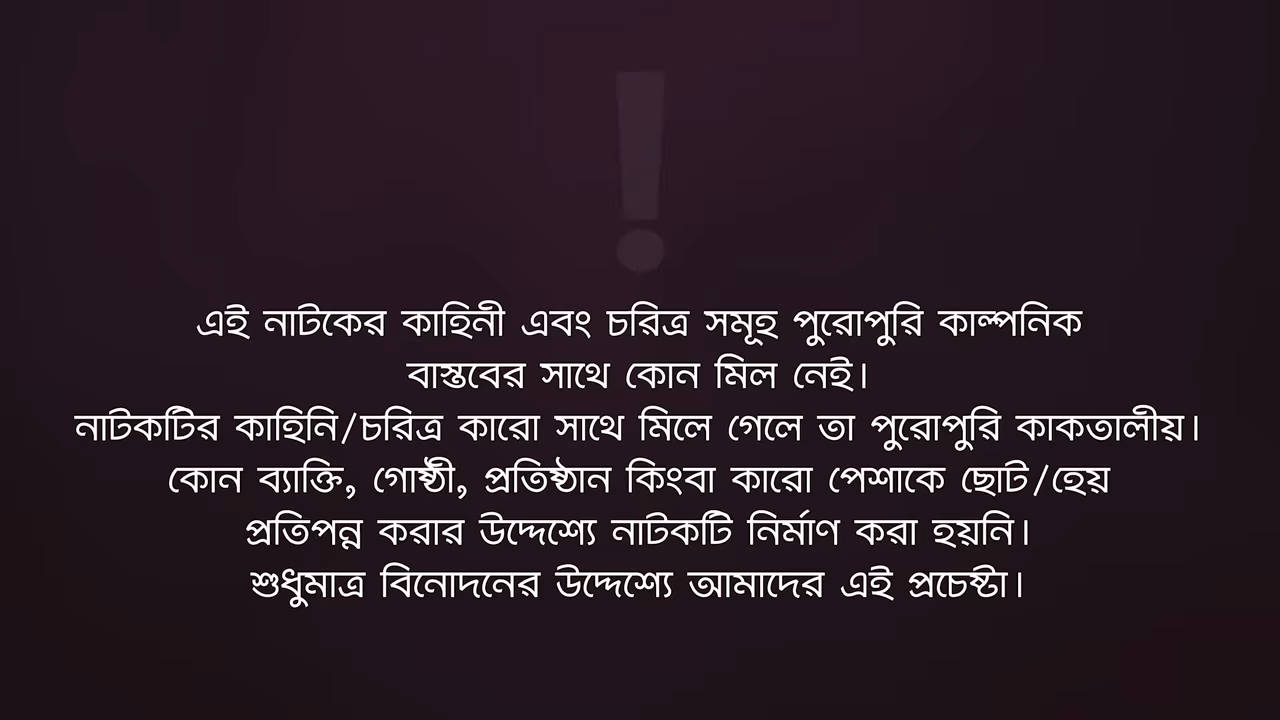 এই নাটকের কাহিনী এবং চরিত্র সমূহ পুরোপুরি কাল্পনিক
বাস্তবের সাথে কোন মিল নেই।
নাটকটির কাহিনি/চরিত্র কারো সাথে মিলে গেলে তা পুরোপুরি কাকতালীয়।
কোন ব্যাক্তি, গোষ্ঠী, প্রতিষ্ঠান কিংবা কারো পেশাকে ছোট/হেয়
প্রতিপন্ন করার উদ্দেশ্যে নাটকটি নির্মাণ করা হয়নি।
শুধুমাত্র বিনোদনের উদ্দেশ্যে আমাদের এই প্রচেষ্টা।